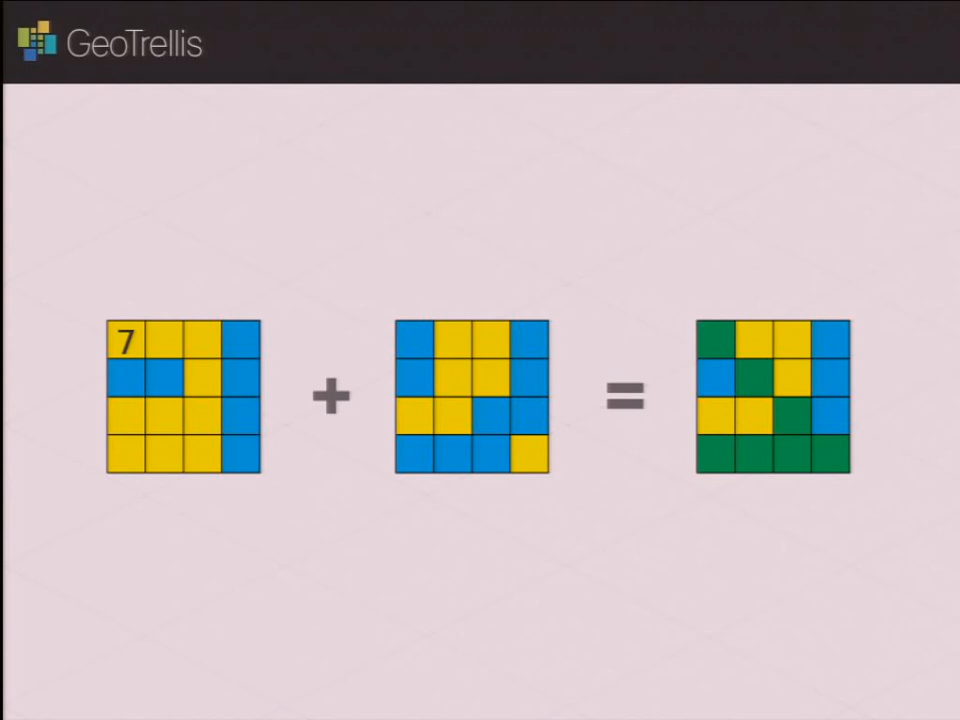 GeoTrellis
7
+ =